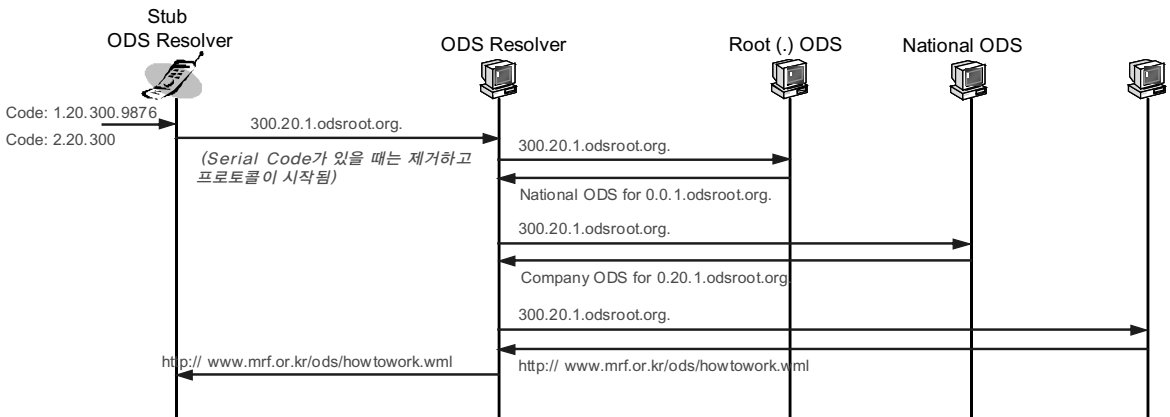 Stub
ODS Resolver
ODS Resolver
Root (.) ODS
National ODS
Code: 1.20.300.9876
Code: 2.20.300
300.20.1.odsroot.org.
(Serial Code가 있을 때는 제거하고
프로토콜이 시작됨)
300.20.1.odsroot.org.
National ODS for 0.0.1.odsroot.org.
300.20.1.odsroot.org.
Company ODS for 0.20.1.odsroot.org.
300.20.1.odsroot.org.
http:// www.mrf.or.kr/ods/howtowork.wml
http:// www.mrf.or.kr/ods/howtowork.wml